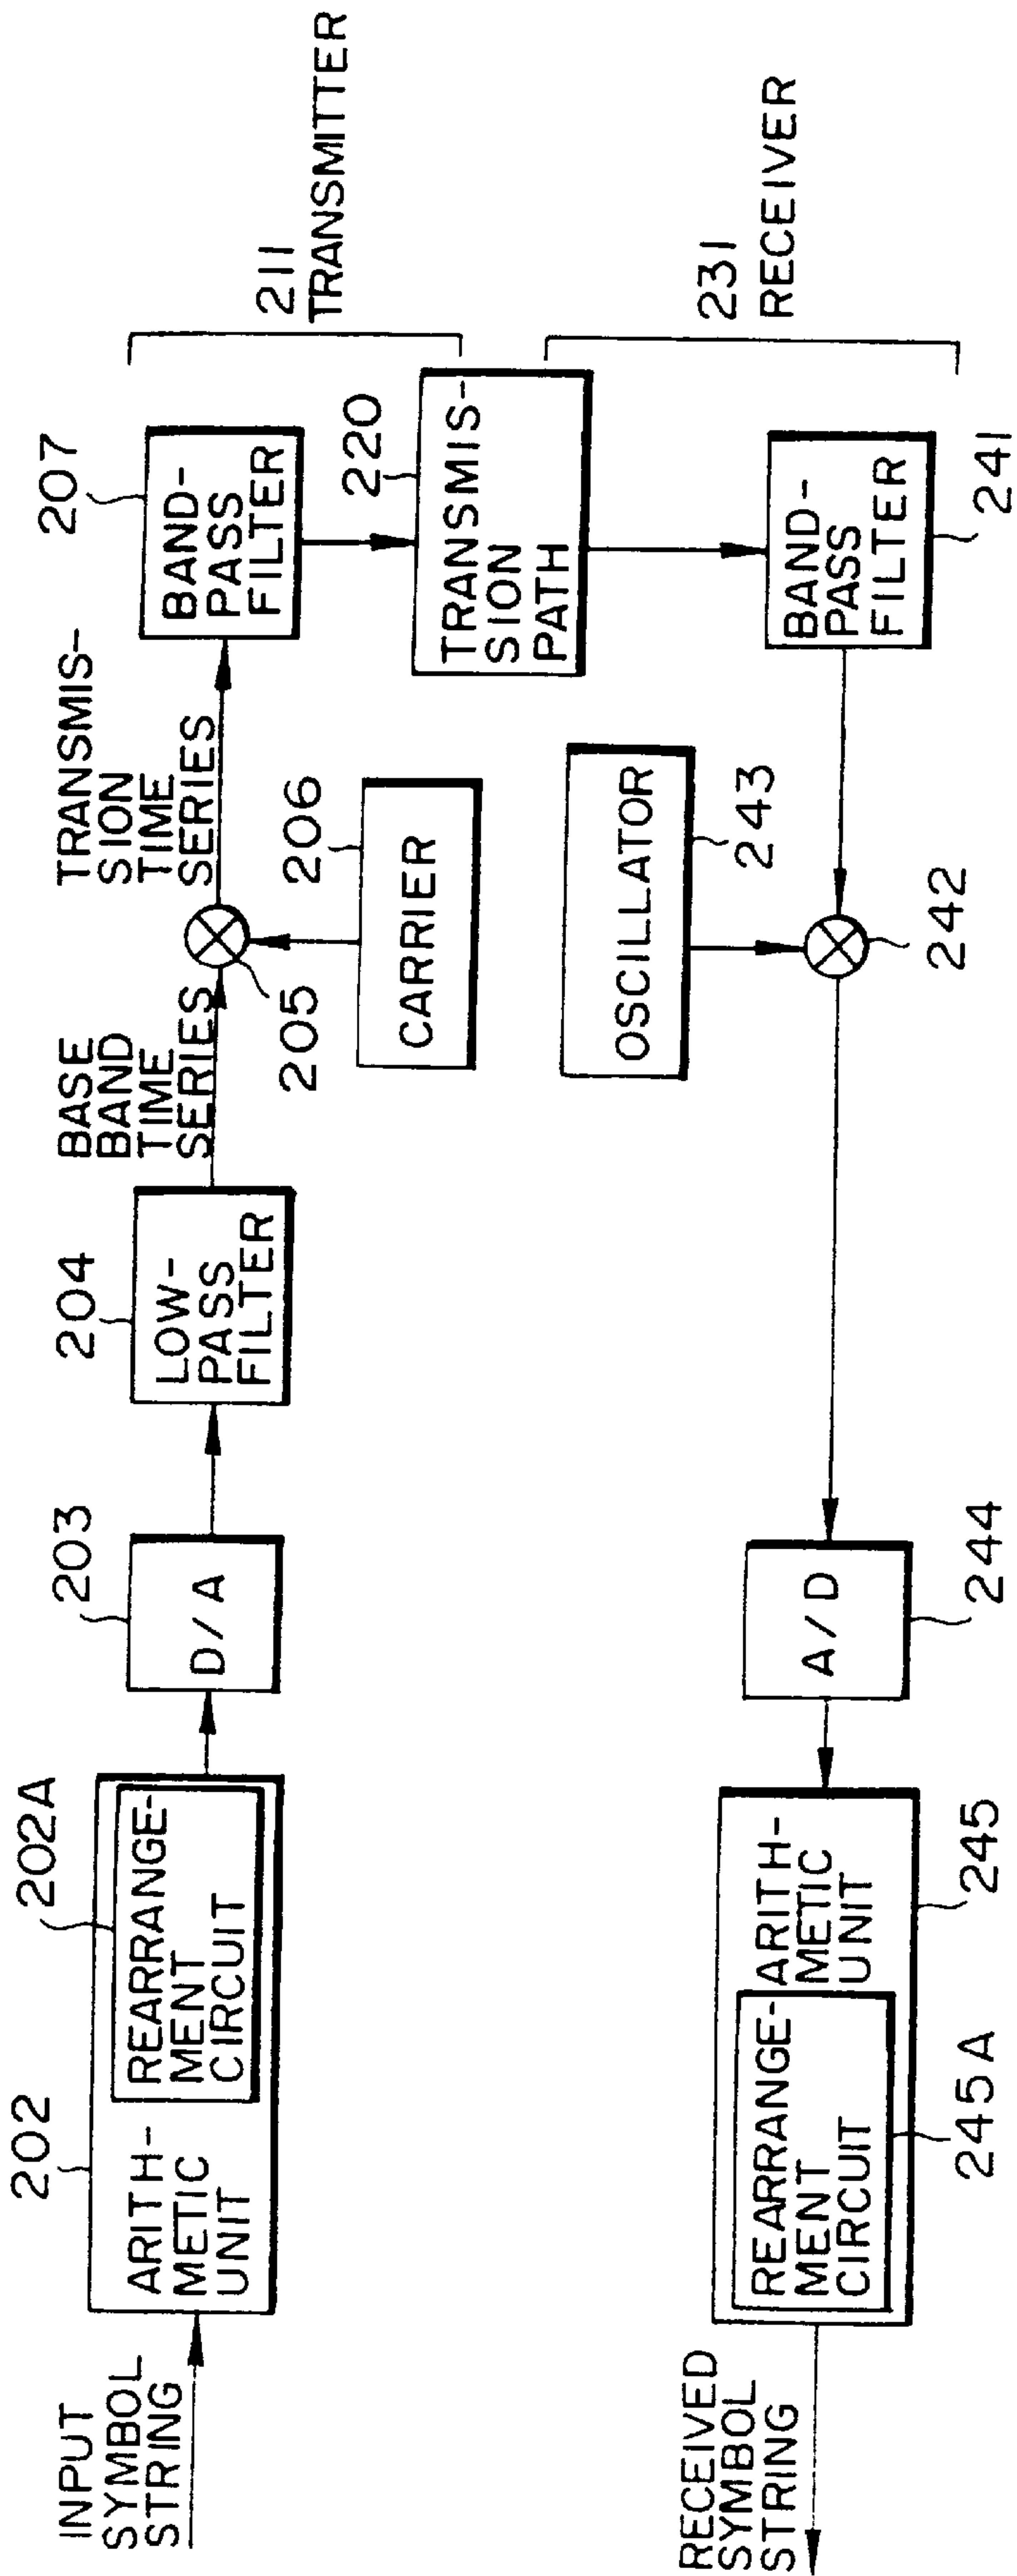 INPUT
SYMBOL
STRING
202
ARITH-
METIC
UNIT
202A
REARRANGE-
MENT
CIRCUIT
203
D/A
204
LOW-
PASS
FILTER
BASE
BAND
TIME
SERIES
205
206
CARRIER
TRANSMIS-
SION
TIME
SERIES
207
BAND-
PASS
FILTER
211
TRANSMITTER
220
TRANSMIS-
SION
PATH
231
RECEIVER
BAND-
PASS
FILTER
241
OSCILLATOR
243
242
A/D
244
ARITH-
METIC
UNIT
245
REARRANGE-
MENT
CIRCUIT
245A
RECEIVED
SYMBOL
STRING